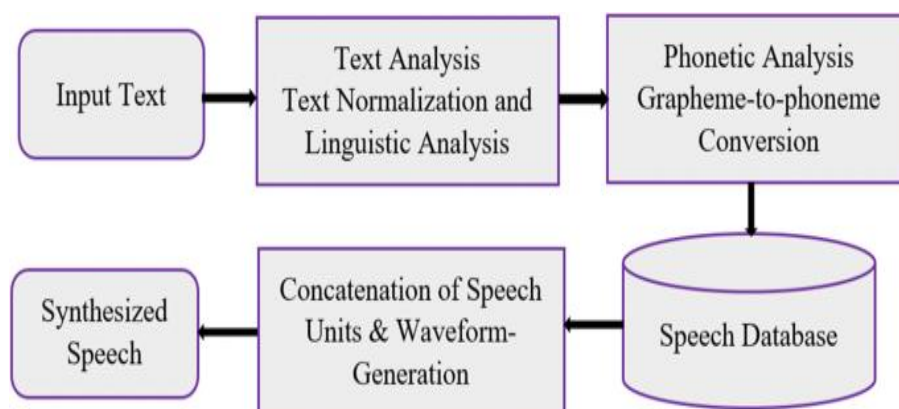 Input Text
Text Analysis
Text Normalization and
Linguistic Analysis
Phonetic Analysis
Grapheme-to-phoneme
Conversion
Speech Database
Concatenation of Speech
Units & Waveform-
Generation
Synthesized
Speech